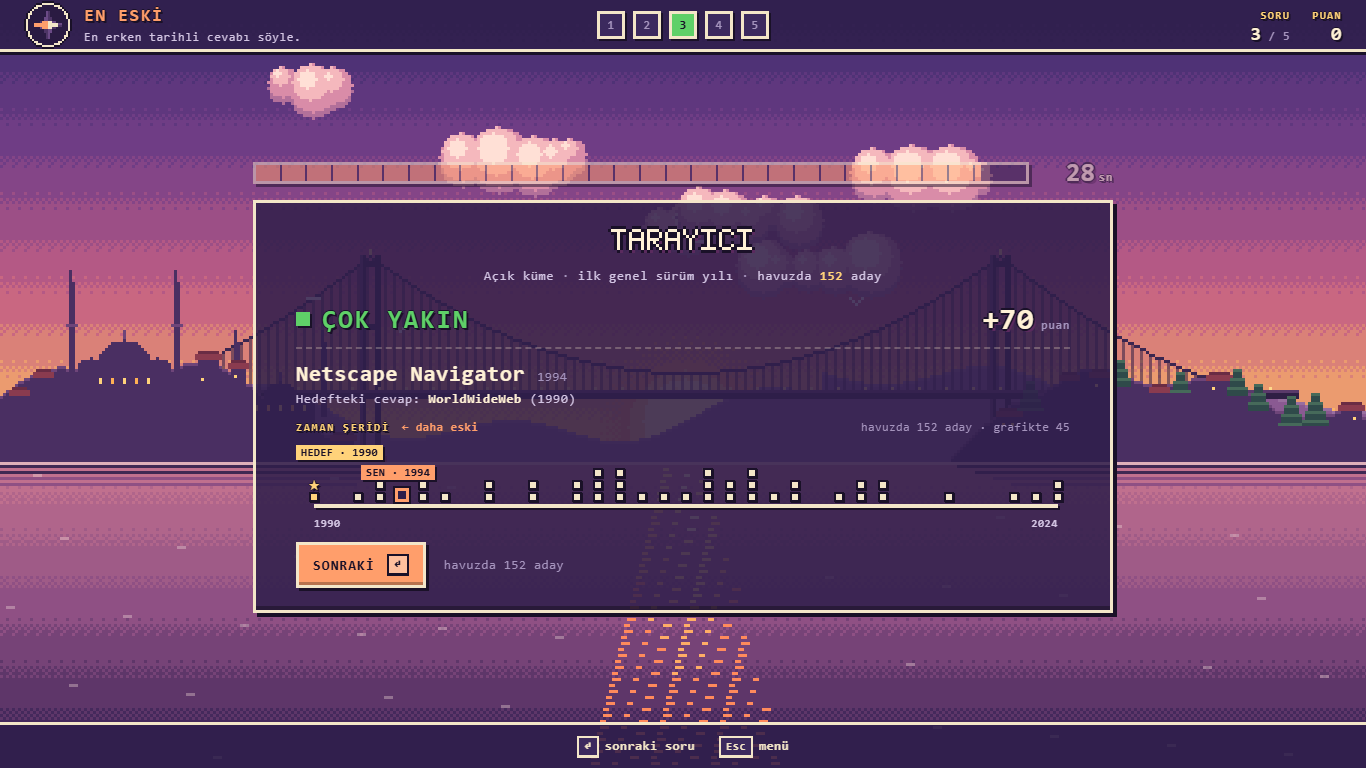 EN ESKİ
En erken tarihli cevabı söyle.
1 2 3 4 5
SORU PUAN
3 / 5 0
28 sn
TARAYICI
Açık küme · ilk genel sürüm yılı · havuzda 152 aday
ÇOK YAKIN +70 puan
Netscape Navigator 1994
Hedefteki cevap: WorldWideWeb (1990)
ZAMAN ŞERİDİ ← daha eski havuzda 152 aday · grafikte 45
HEDEF · 1990
SEN · 1994
1990 2024
SONRAKİ ↲ havuzda 152 aday
↲ sonraki soru Esc menü